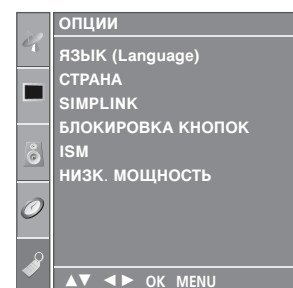 ОПЦИИ
ЯЗЫК (Language)
СТРАНА
SIMPLINK
БЛОКИРОВКА КНОПОК
ISM
НИЗК. МОЩНОСТЬ
▲▼ ◄► OK MENU